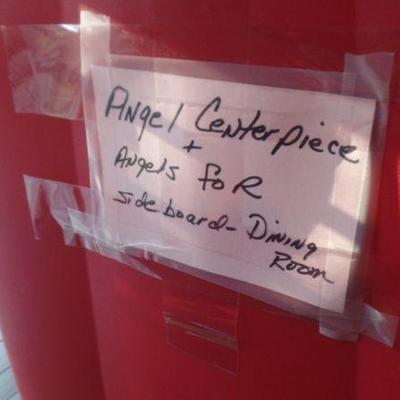 Angel Centerpiece
+
Angels foR
sideboard - Dining
Room